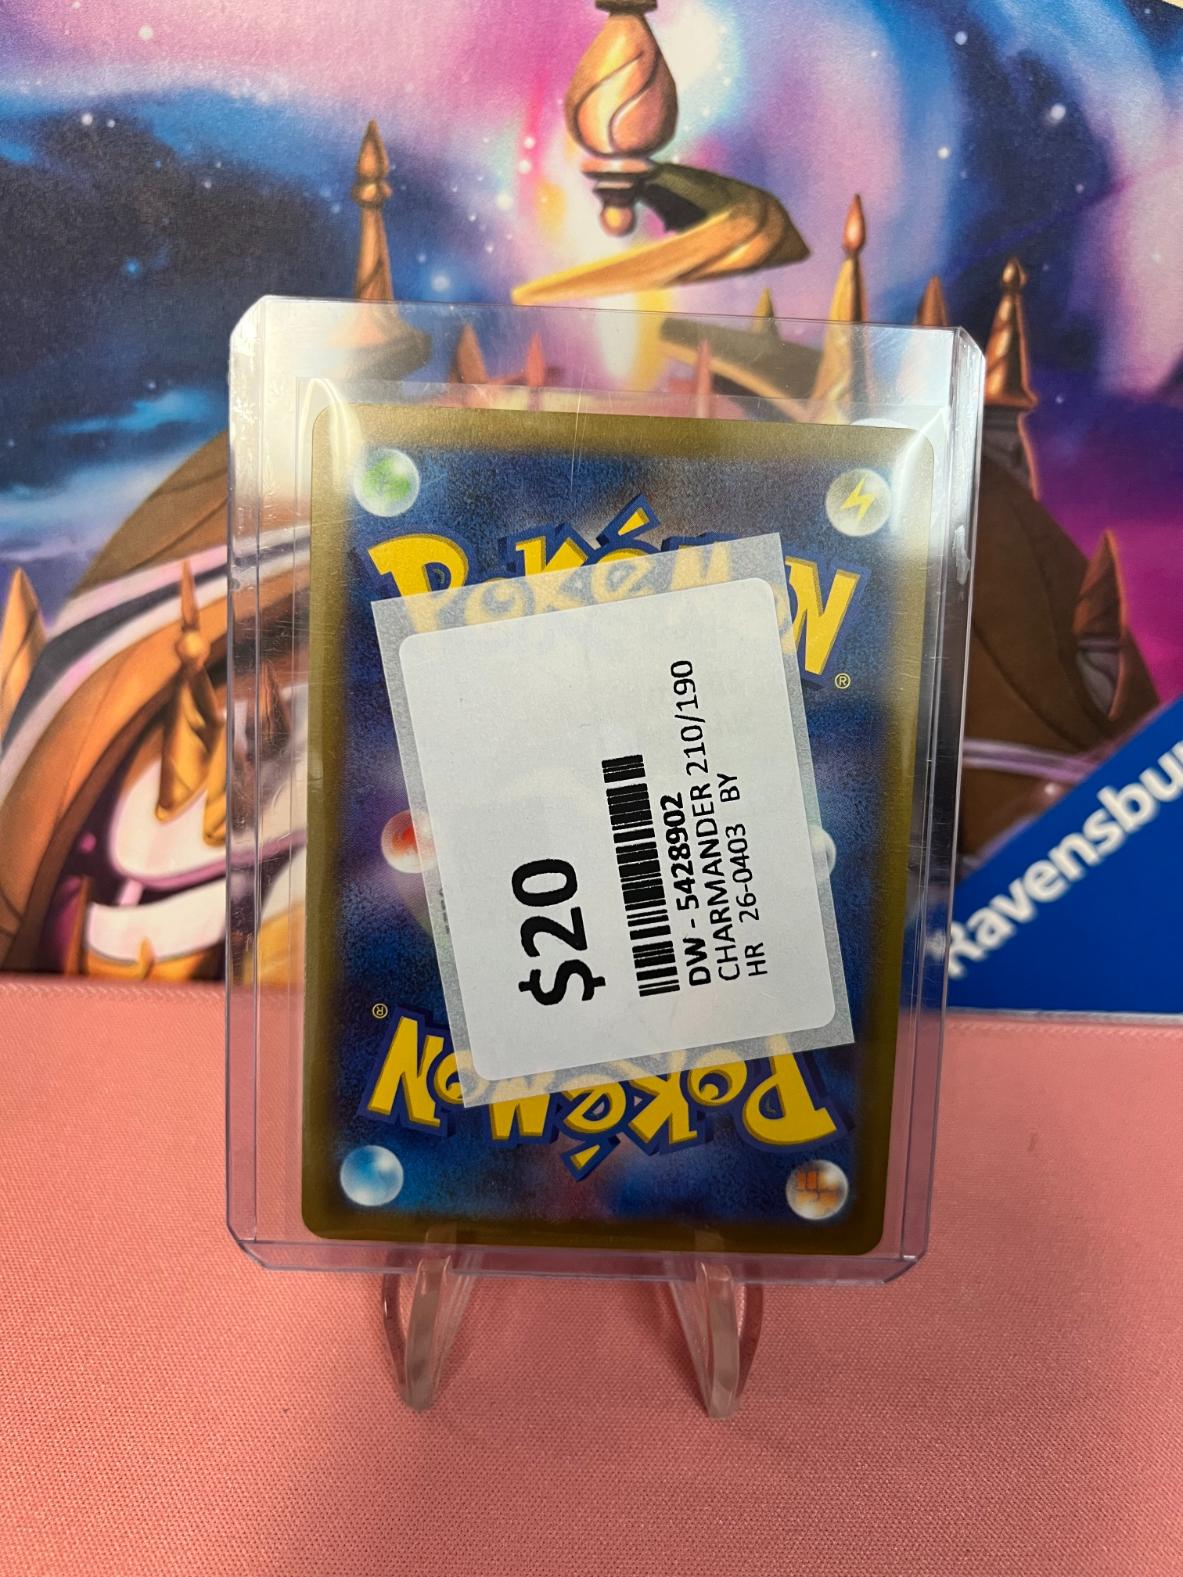 POKéMON
®
$20
DW - 5428902
CHARMANDER 210/190
HR 26-0403 BY
®
POKéMON
Ravensbu